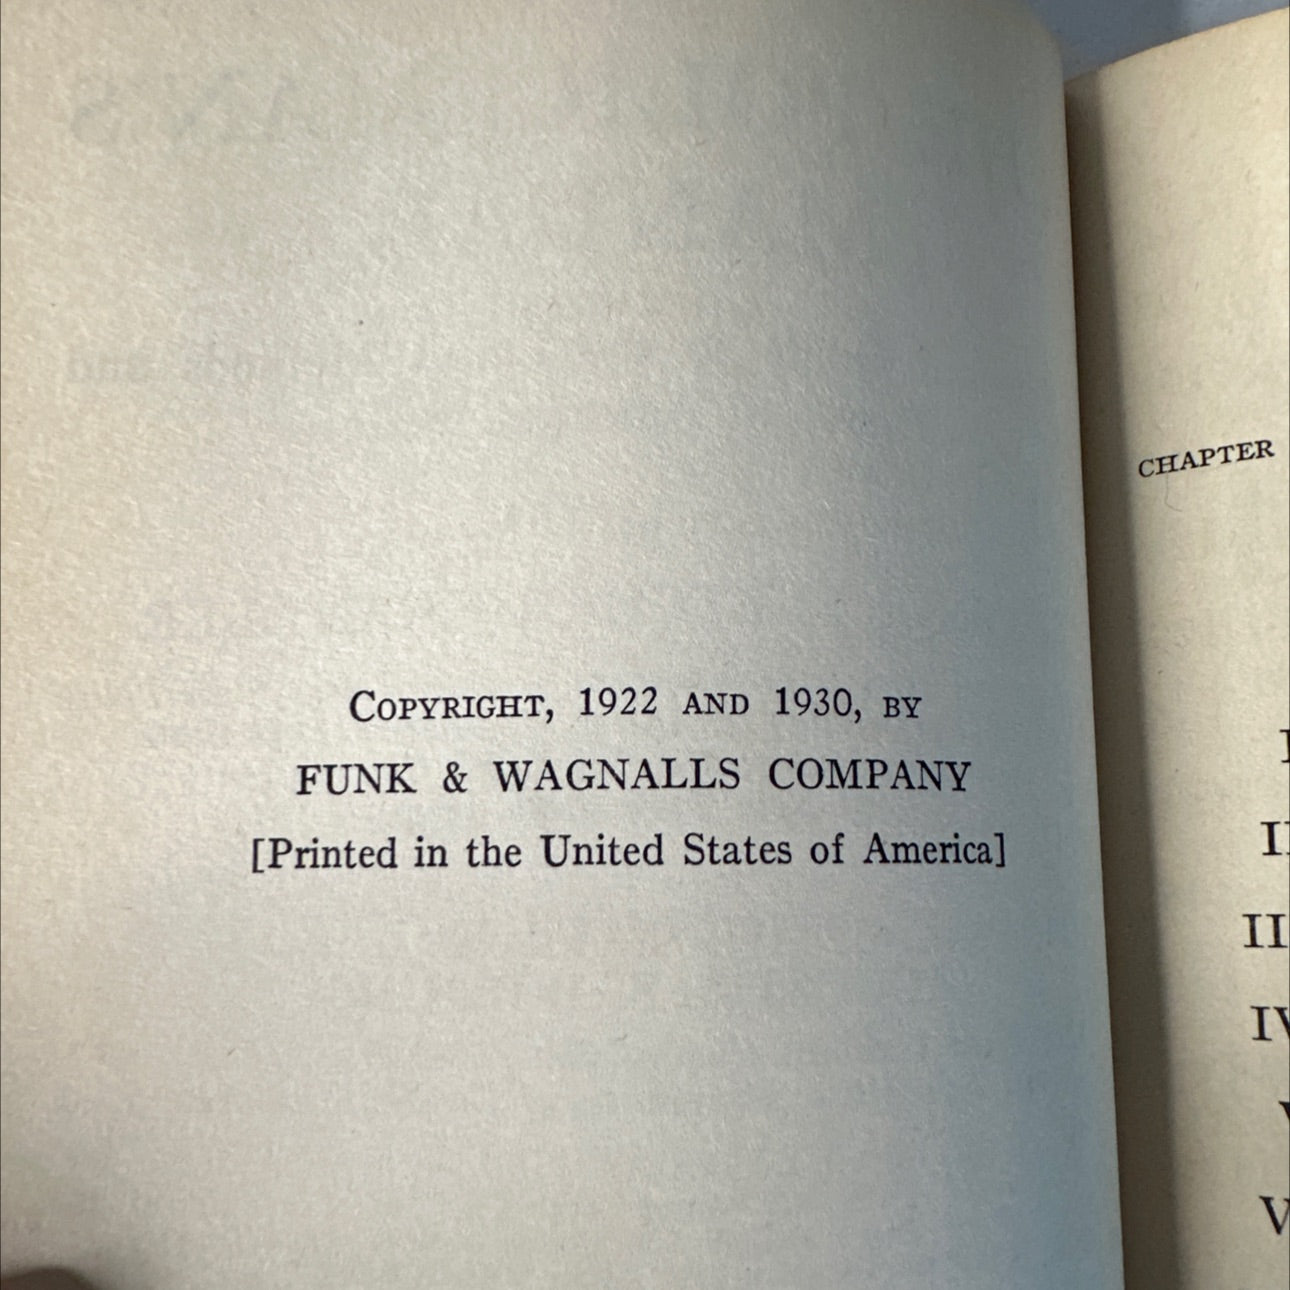 COPYRIGHT, 1922 AND 1930, BY
FUNK & WAGNALLS COMPANY
[Printed in the United States of America]
CHAPTER